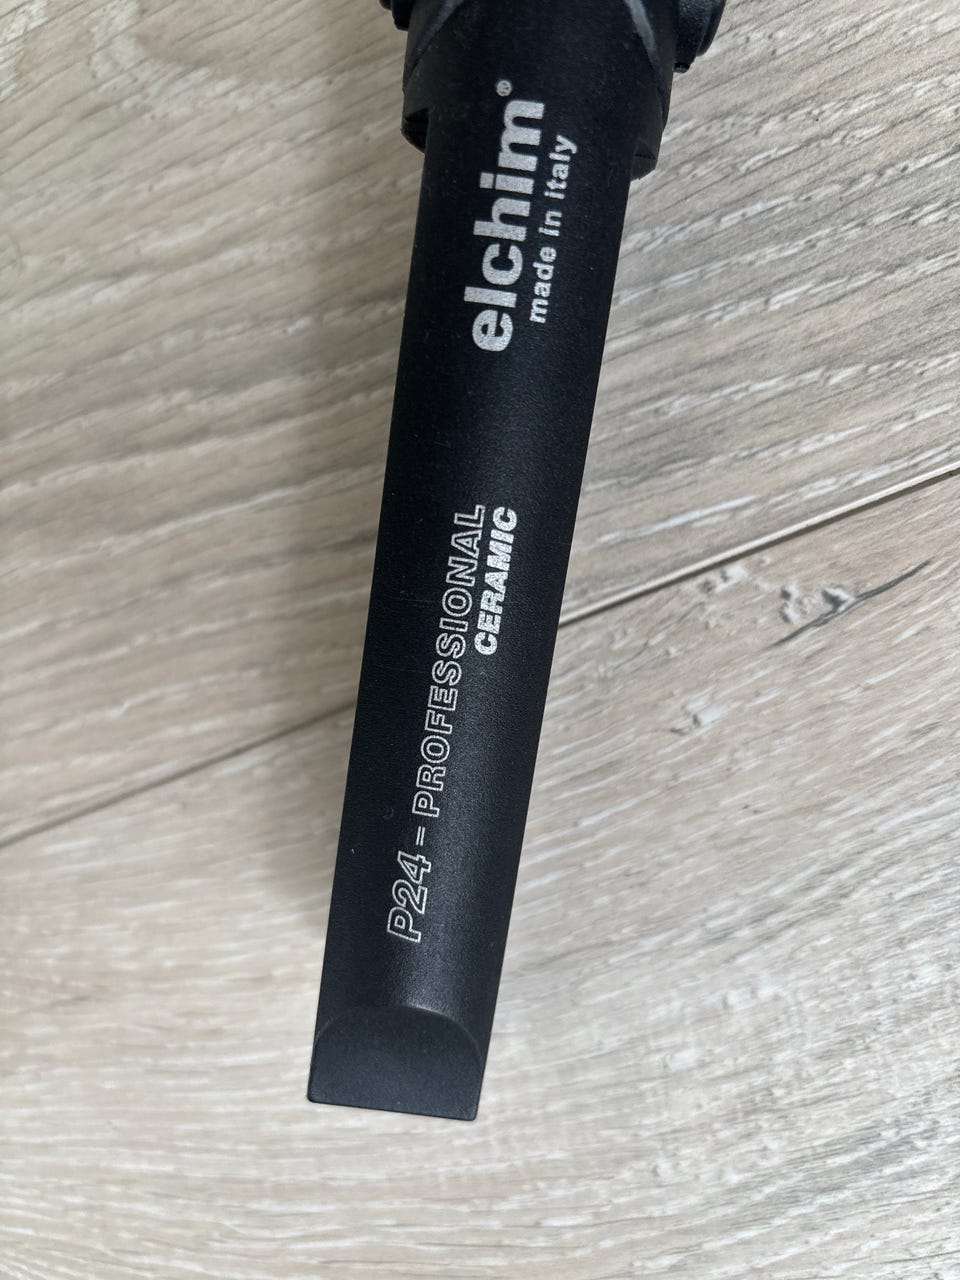 elchim®
made in italy
P24 - PROFESSIONAL
CERAMIC